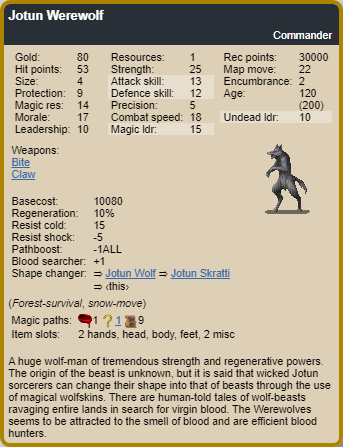 Jotun Werewolf
Commander
Gold: 80 Resources: 1 Rec points: 30000
Hit points: 53 Strength: 25 Map move: 22
Size: 4 Attack skill: 13 Encumbrance: 2
Protection: 9 Defence skill: 12 Age: 120
Magic res: 14 Precision: 5 (200)
Morale: 17 Combat speed: 18 Undead ldr: 10
Leadership: 10 Magic ldr: 15
Weapons:
Bite
Claw
Basecost: 10080
Regeneration: 10%
Resist cold: 15
Resist shock: -5
Pathboost: -1ALL
Blood searcher: +1
Shape changer: ⇒ Jotun Wolf ⇒ Jotun Skratti
⇒ ‹this›
(Forest-survival, snow-move)
Magic paths: 1 ? 1 9
Item slots: 2 hands, head, body, feet, 2 misc
A huge wolf-man of tremendous strength and regenerative powers.
The origin of the beast is unknown, but it is said that wicked Jotun
sorcerers can change their shape into that of beasts through the use
of magical wolfskins. There are human-told tales of wolf-beasts
ravaging entire lands in search for virgin blood. The Werewolves
seems to be attracted to the smell of blood and are efficient blood
hunters.